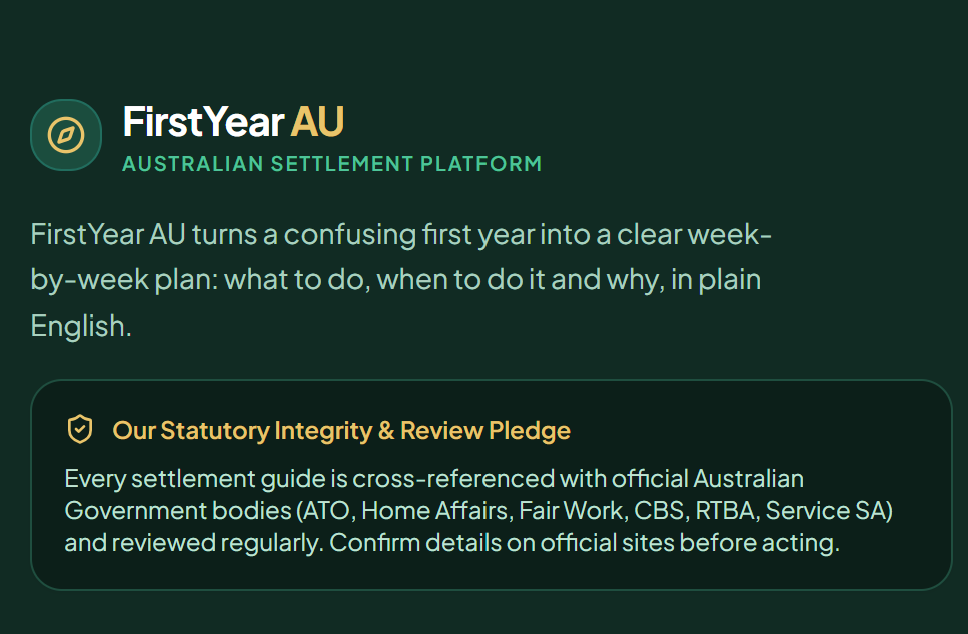 FirstYear AU
AUSTRALIAN SETTLEMENT PLATFORM
FirstYear AU turns a confusing first year into a clear week-
by-week plan: what to do, when to do it and why, in plain
English.
Our Statutory Integrity & Review Pledge
Every settlement guide is cross-referenced with official Australian
Government bodies (ATO, Home Affairs, Fair Work, CBS, RTBA, Service SA)
and reviewed regularly. Confirm details on official sites before acting.